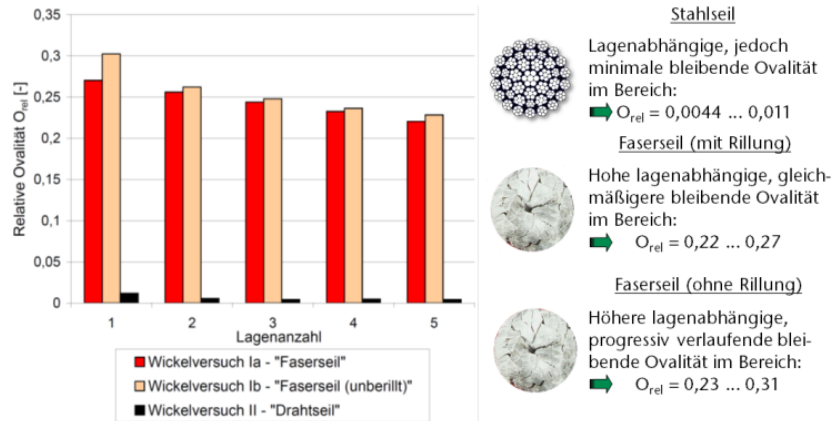 Relative Ovalität O_rel [-]
0,35
0,3
0,25
0,2
0,15
0,1
0,05
0
1 2 3 4 5
Lagenanzahl
Wickelversuch Ia - "Faserseil"
Wickelversuch Ib - "Faserseil (unberillt)"
Wickelversuch II - "Drahtseil"
Stahlseil
Lagenabhängige, jedoch
minimale bleibende Ovalität
im Bereich:
O_rel = 0,0044 ... 0,011
Faserseil (mit Rillung)
Hohe lagenabhängige, gleich-
mäßigere bleibende Ovalität
im Bereich:
O_rel = 0,22 ... 0,27
Faserseil (ohne Rillung)
Höhere lagenabhängige,
progressiv verlaufende blei-
bende Ovalität im Bereich:
O_rel = 0,23 ... 0,31